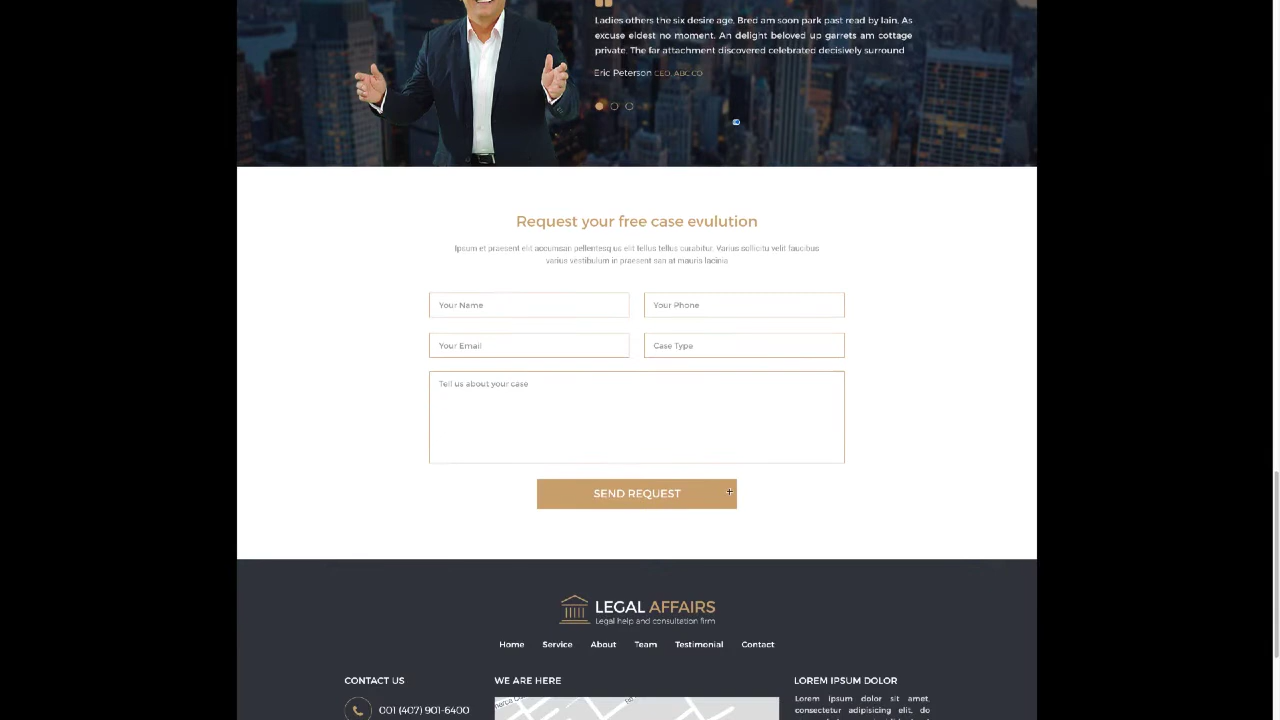 Ladies others the six desire age, Bred am soon park past read by lain, As
excuse eldest no moment. An delight beloved up garrets am cottage
private. The far attachment discovered celebrated decisively surround
Eric Peterson CEO, ABC CO
Request your free case evulution
Ipsum et praesent elit accumsan pellentesq ua elit tellus tellus curabitur. Varius sollicitu velit faucibus
varius vestibulum in praesent san at mauris lacinia
Your Name
Your Phone
Your Email
Case Type
Tell us about your case
SEND REQUEST
LEGAL AFFAIRS
Legal help and consultation firm
Home Service About Team Testimonial Contact
CONTACT US
WE ARE HERE
LOREM IPSUM DOLOR
001 (407) 901-6400
Lorem ipsum dolor sit amet,
consectetur adipisicing elit, do